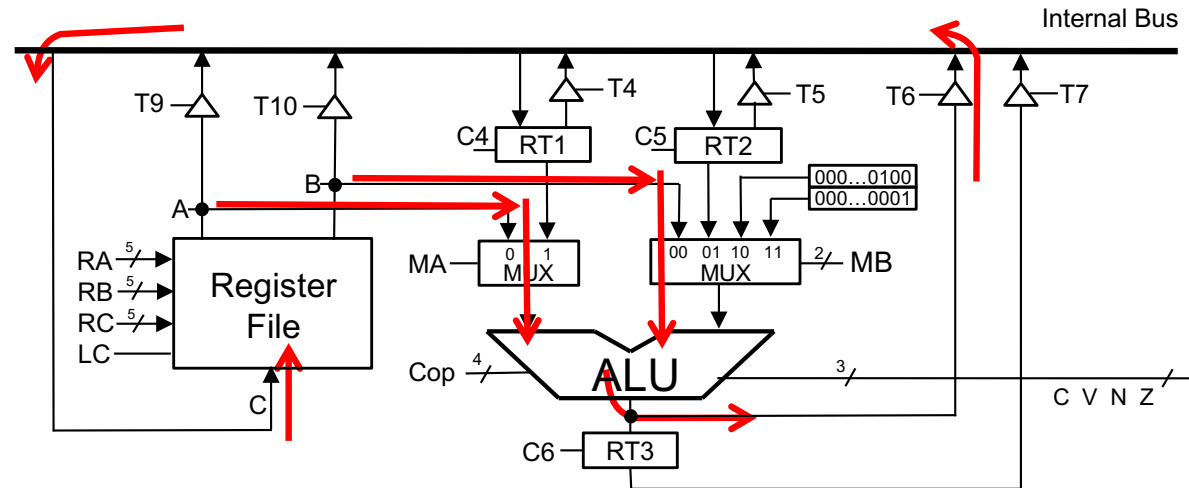 Internal Bus
T9
T10
T4
T5
T6
T7
C4
RT1
C5
RT2
000...0100
000...0001
B
A
RA 5
RB 5
RC 5
LC
Register
File
C
MA
0 1
MUX
00 01 10 11
MUX
2
MB
Cop 4
ALU
3
C V N Z
C6
RT3